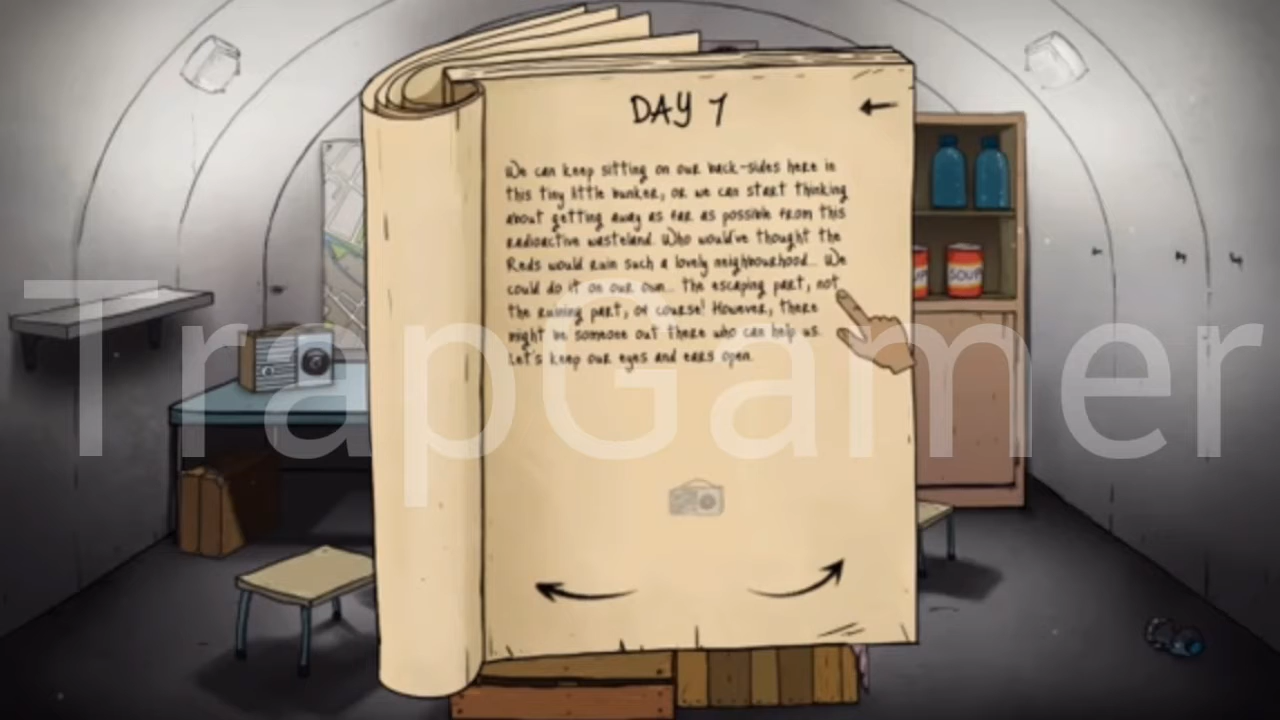 DAY 7
We can keep sitting on our back-sides here in
this tiny little bunker, or we can start thinking
about getting away as far as possible from this
radioactive wasteland. Who would've thought the
Reds would ruin such a lovely neighbourhood... We
could do it on our own... The escaping part, not
the ruining part, of course! However, there
might be someone out there who can help us.
Let's keep our eyes and ears open.
SOUP
TrapGamer